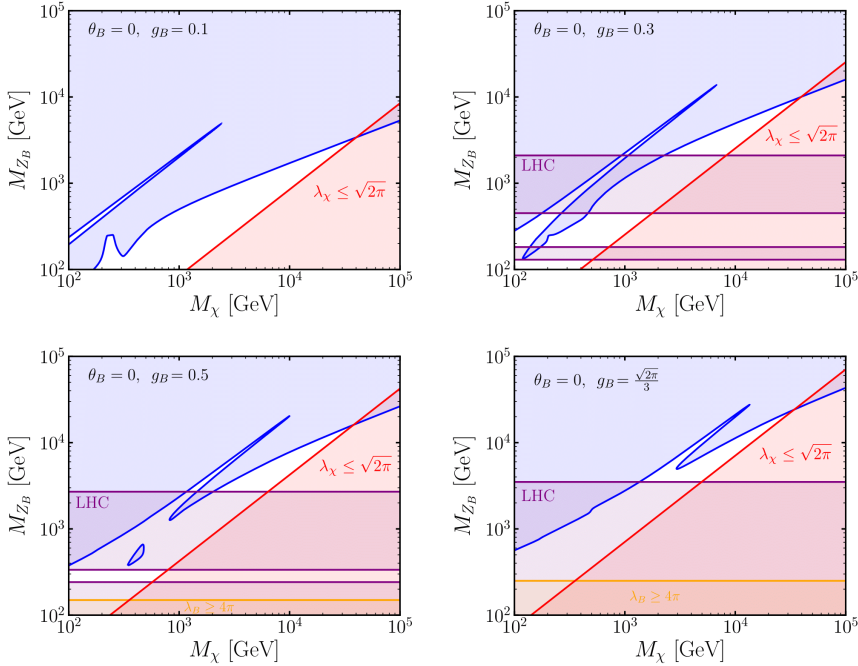 θ_B = 0, g_B = 0.1
λ_χ ≤ √2π
10^5
10^4
10^3
10^2
M_{Z_B} [GeV]
10^2 10^3 10^4 10^5
M_χ [GeV]
θ_B = 0, g_B = 0.3
λ_χ ≤ √2π
LHC
10^5
10^4
10^3
10^2
M_{Z_B} [GeV]
10^2 10^3 10^4 10^5
M_χ [GeV]
θ_B = 0, g_B = 0.5
λ_χ ≤ √2π
LHC
λ_B ≥ 4π
10^5
10^4
10^3
10^2
M_{Z_B} [GeV]
10^2 10^3 10^4 10^5
M_χ [GeV]
θ_B = 0, g_B = √2π/3
λ_χ ≤ √2π
LHC
λ_B ≥ 4π
10^5
10^4
10^3
10^2
M_{Z_B} [GeV]
10^2 10^3 10^4 10^5
M_χ [GeV]